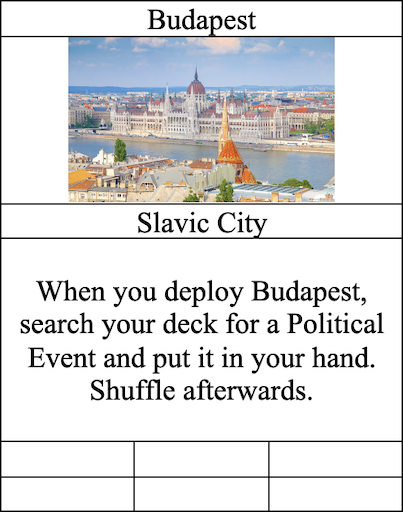 Budapest
Slavic City
When you deploy Budapest,
search your deck for a Political
Event and put it in your hand.
Shuffle afterwards.